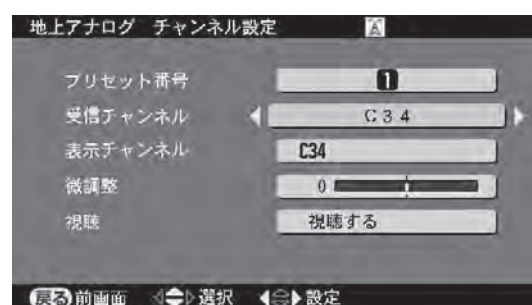 地上アナログ チャンネル設定 A
プリセット番号 1
受信チャンネル C34
表示チャンネル C34
微調整 0
視聴 視聴する
戻る 前画面 選択 設定